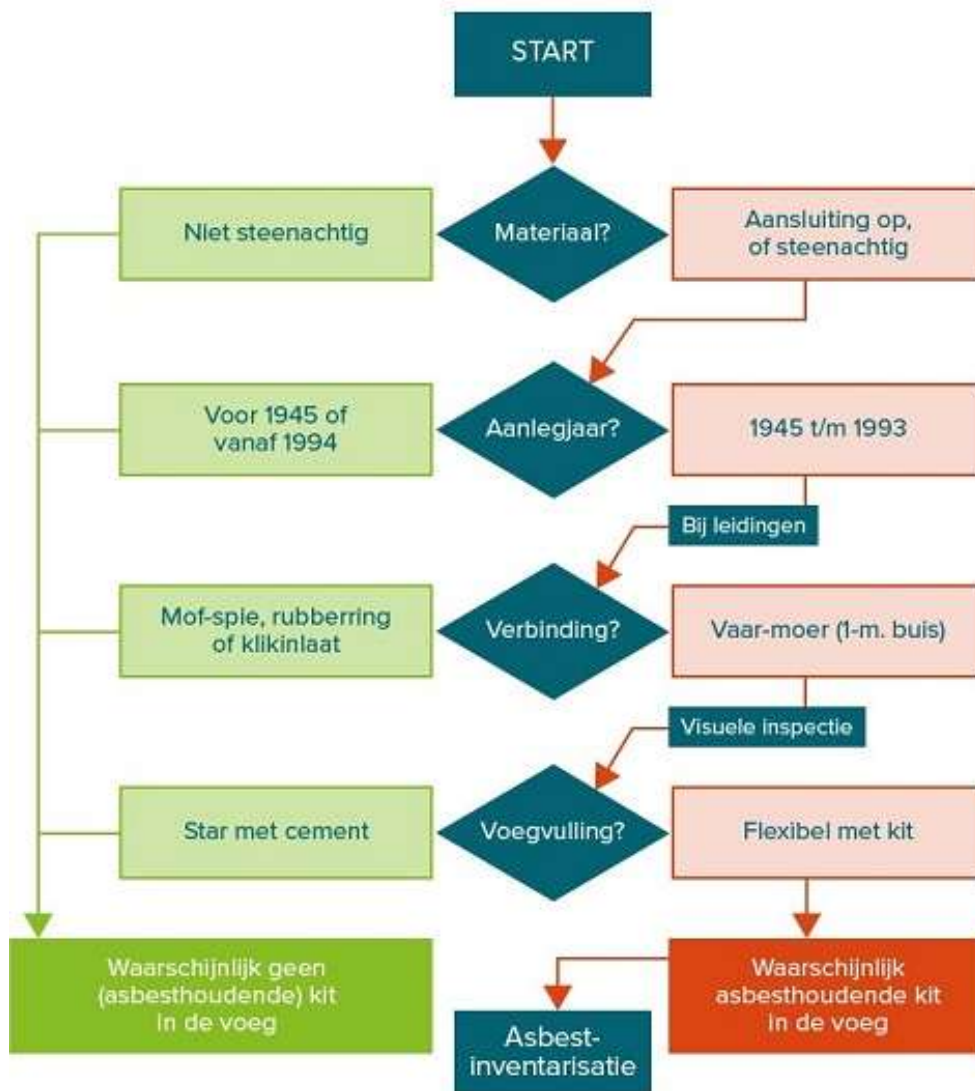 START
Niet steenachtig
Materiaal?
Aansluiting op,
of steenachtig
Voor 1945 of
vanaf 1994
Aanlegjaar?
1945 t/m 1993
Bij leidingen
Mof-spie, rubberring
of klikinlaat
Verbinding?
Vaar-moer (1-m. buis)
Visuele inspectie
Star met cement
Voegvulling?
Flexibel met kit
Waarschijnlijk geen
(asbesthoudende) kit
in de voeg
Asbest-
inventarisatie
Waarschijnlijk
asbesthoudende kit
in de voeg